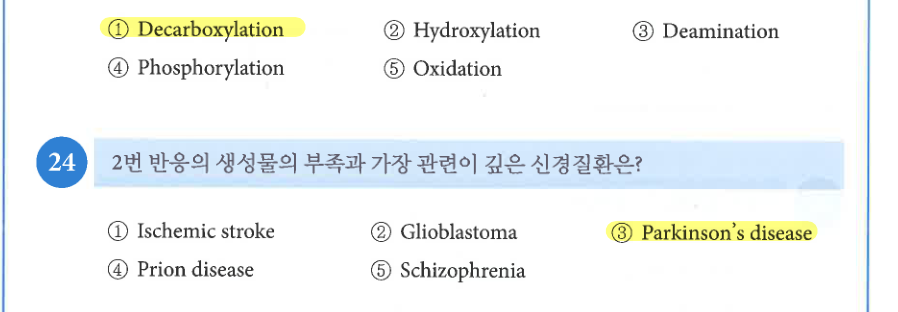 ① Decarboxylation ② Hydroxylation ③ Deamination
④ Phosphorylation ⑤ Oxidation
24 2번 반응의 생성물의 부족과 가장 관련이 깊은 신경질환은?
① Ischemic stroke ② Glioblastoma ③ Parkinson's disease
④ Prion disease ⑤ Schizophrenia